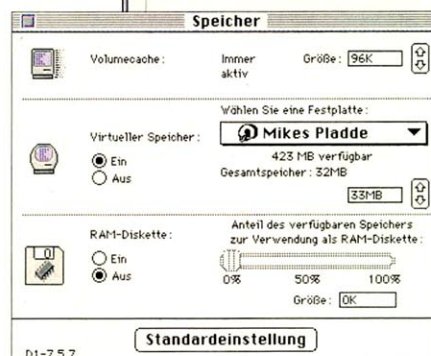 Speicher
Volumecache:
Immer aktiv
Größe: 96K
Wählen Sie eine Festplatte:
Virtueller Speicher:
Mikes Pladde
Ein
Aus
423 MB verfügbar
Gesamtspeicher: 32MB
33MB
RAM-Diskette:
Anteil des verfügbaren Speichers
zur Verwendung als RAM-Diskette:
Ein
Aus
0% 50% 100%
Größe: 0K
Standardeinstellung
D1-7.5.7